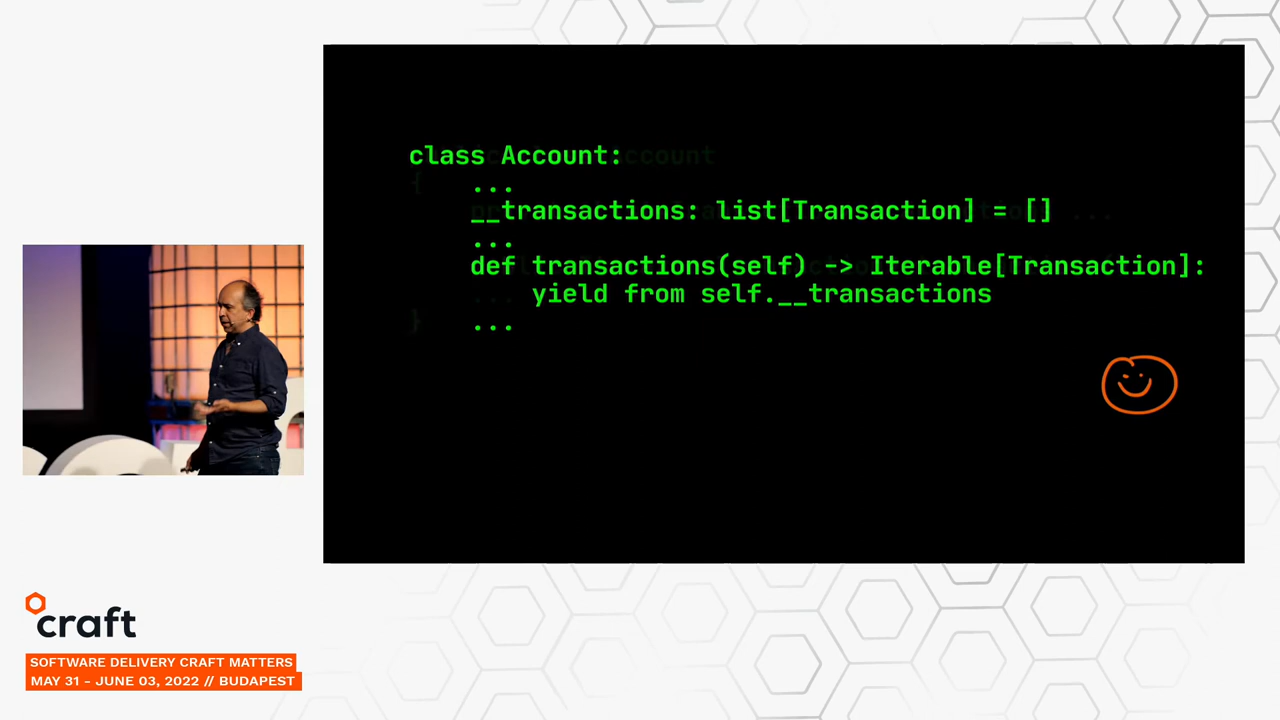 class Account:
...
__transactions: list[Transaction] = []
...
def transactions(self) -> Iterable[Transaction]:
yield from self.__transactions
...
craft
SOFTWARE DELIVERY CRAFT MATTERS
MAY 31 - JUNE 03, 2022 // BUDAPEST